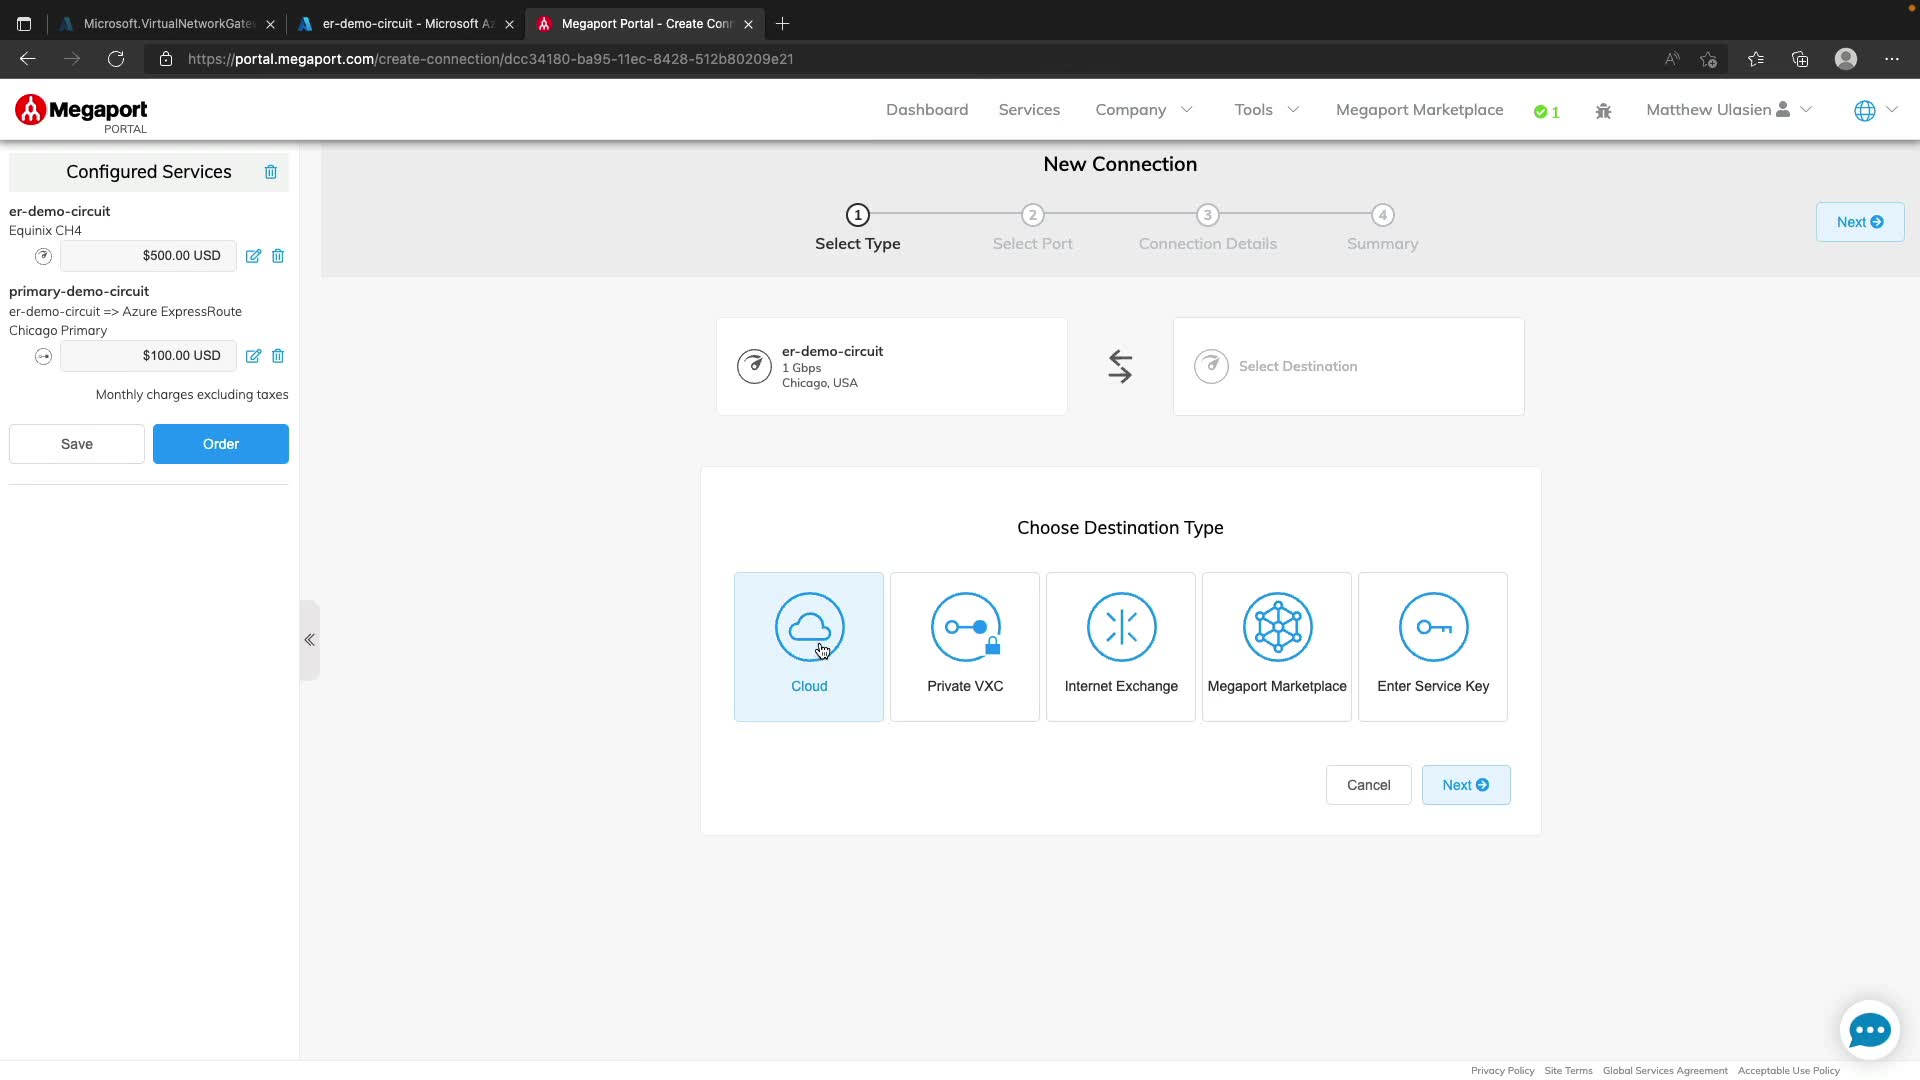 Microsoft.VirtualNetworkGate
er-demo-circuit - Microsoft Az
Megaport Portal - Create Conn
https://portal.megaport.com/create-connection/dcc34180-ba95-11ec-8428-512b80209e21
Megaport
PORTAL
Dashboard
Services
Company
Tools
Megaport Marketplace
1
Matthew Ulasien
Configured Services
er-demo-circuit
Equinix CH4
$500.00 USD
primary-demo-circuit
er-demo-circuit => Azure ExpressRoute
Chicago Primary
$100.00 USD
Monthly charges excluding taxes
Save
Order
New Connection
1
2
3
4
Select Type
Select Port
Connection Details
Summary
Next
er-demo-circuit
1 Gbps
Chicago, USA
Select Destination
Choose Destination Type
Cloud
Private VXC
Internet Exchange
Megaport Marketplace
Enter Service Key
Cancel
Next
Privacy Policy
Site Terms
Global Services Agreement
Acceptable Use Policy